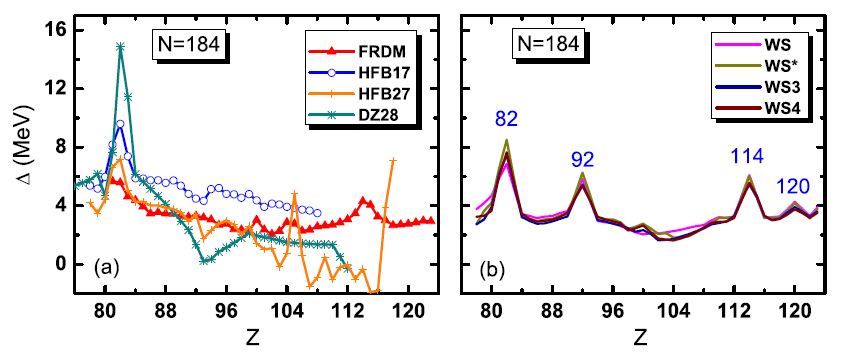 16
12
8
4
0
Δ (MeV)
N=184
FRDM
HFB17
HFB27
DZ28
(a)
80
88
96
104
112
120
Z
N=184
WS
WS*
WS3
WS4
82
92
114
120
(b)
80
88
96
104
112
120
Z